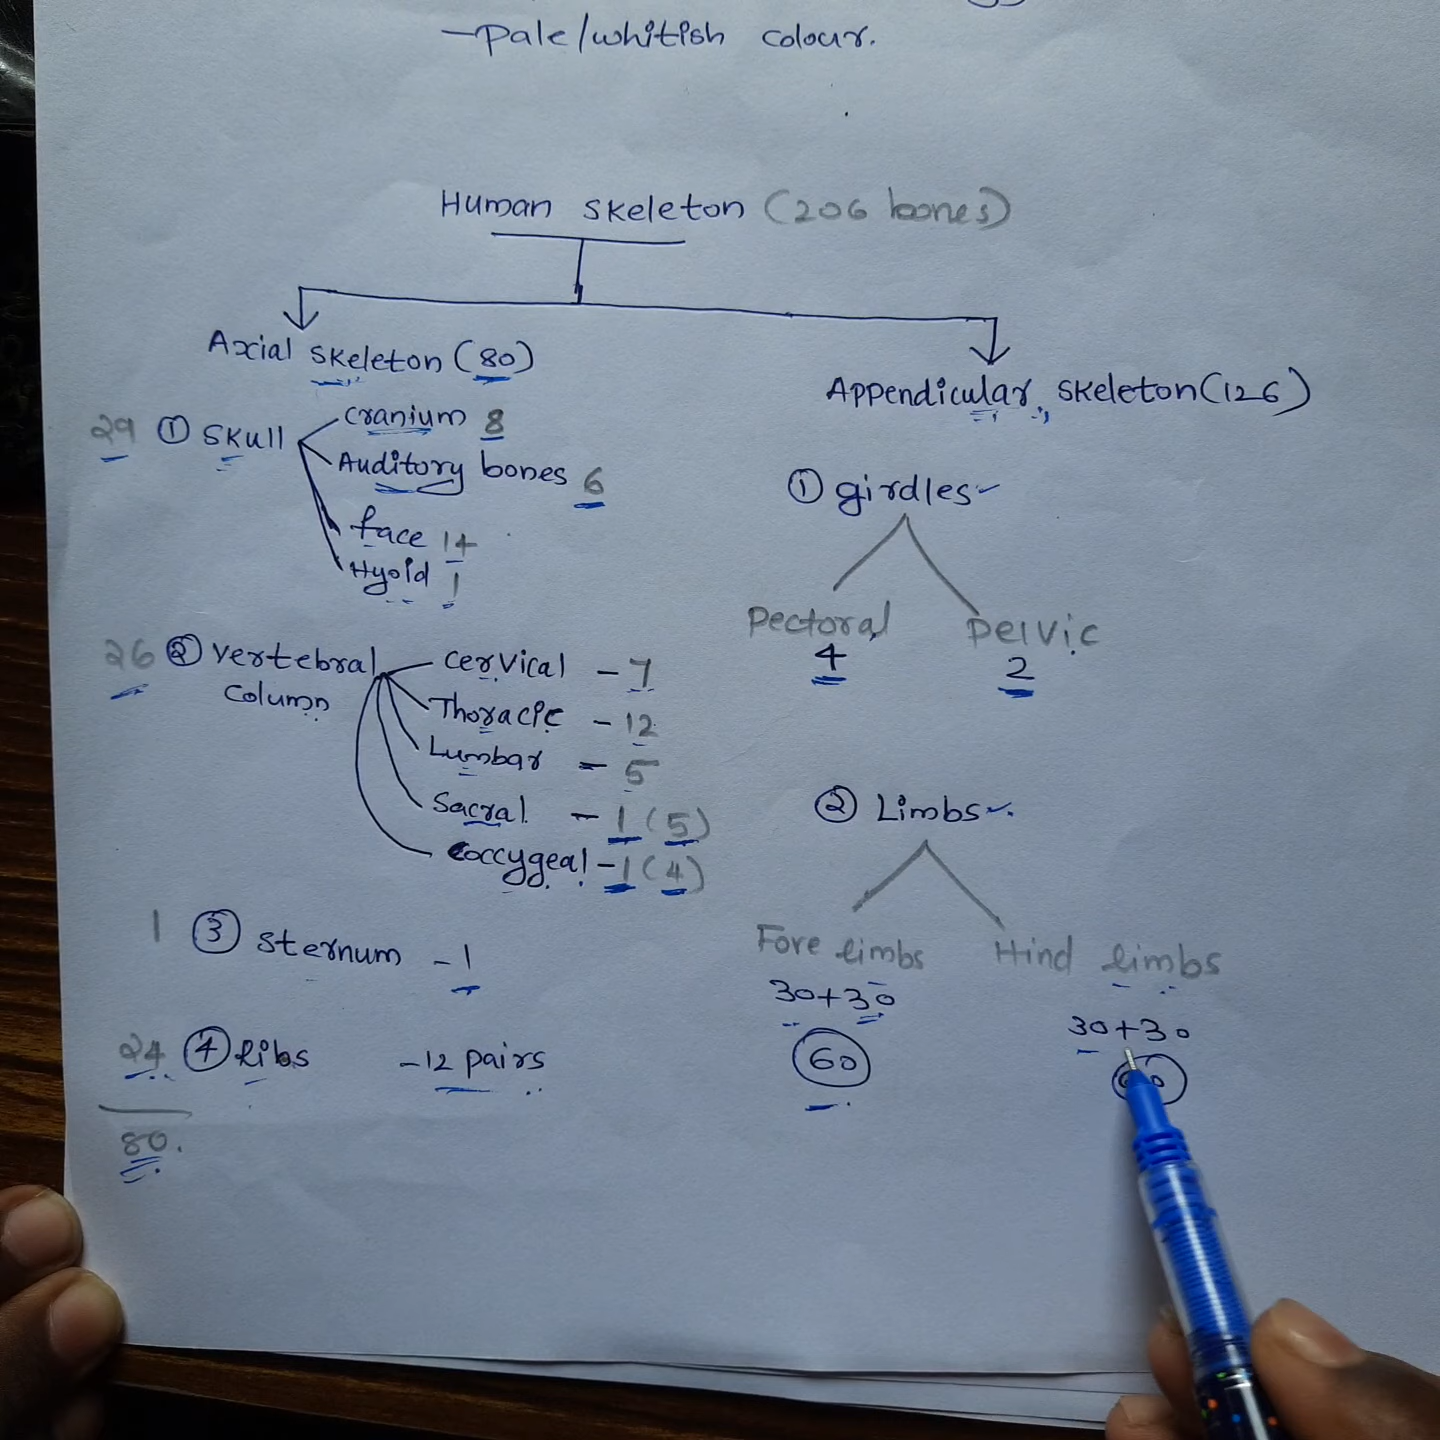 -pale/whitish colour.
Human skeleton (206 bones)
Axial skeleton (80)
29 ① skull
cranium 8
Auditory bones 6
face 14
Hyoid 1
26 ② vertebral column
cervical - 7
Thoracic - 12
Lumbar - 5
Sacral - 1 (5)
coccygeal - 1 (4)
1 ③ sternum - 1
24 ④ ribs - 12 pairs
80.
Appendicular skeleton (126)
① girdles
Pectoral
4
pelvic
2
② Limbs
Fore limbs
30+30
60
Hind limbs
30+30